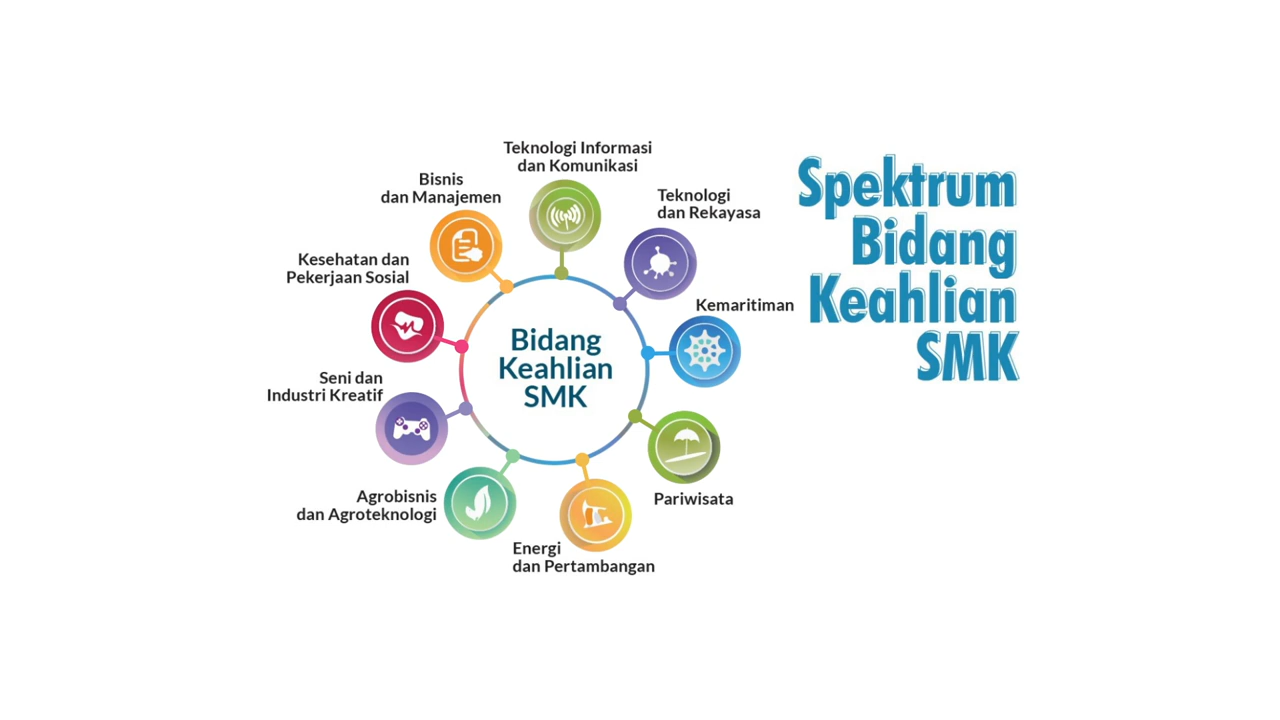 Spektrum
Bidang
Keahlian
SMK
Bidang
Keahlian
SMK
Teknologi Informasi
dan Komunikasi
Teknologi
dan Rekayasa
Kemaritiman
Pariwisata
Energi
dan Pertambangan
Agrobisnis
dan Agroteknologi
Seni dan
Industri Kreatif
Kesehatan dan
Pekerjaan Sosial
Bisnis
dan Manajemen